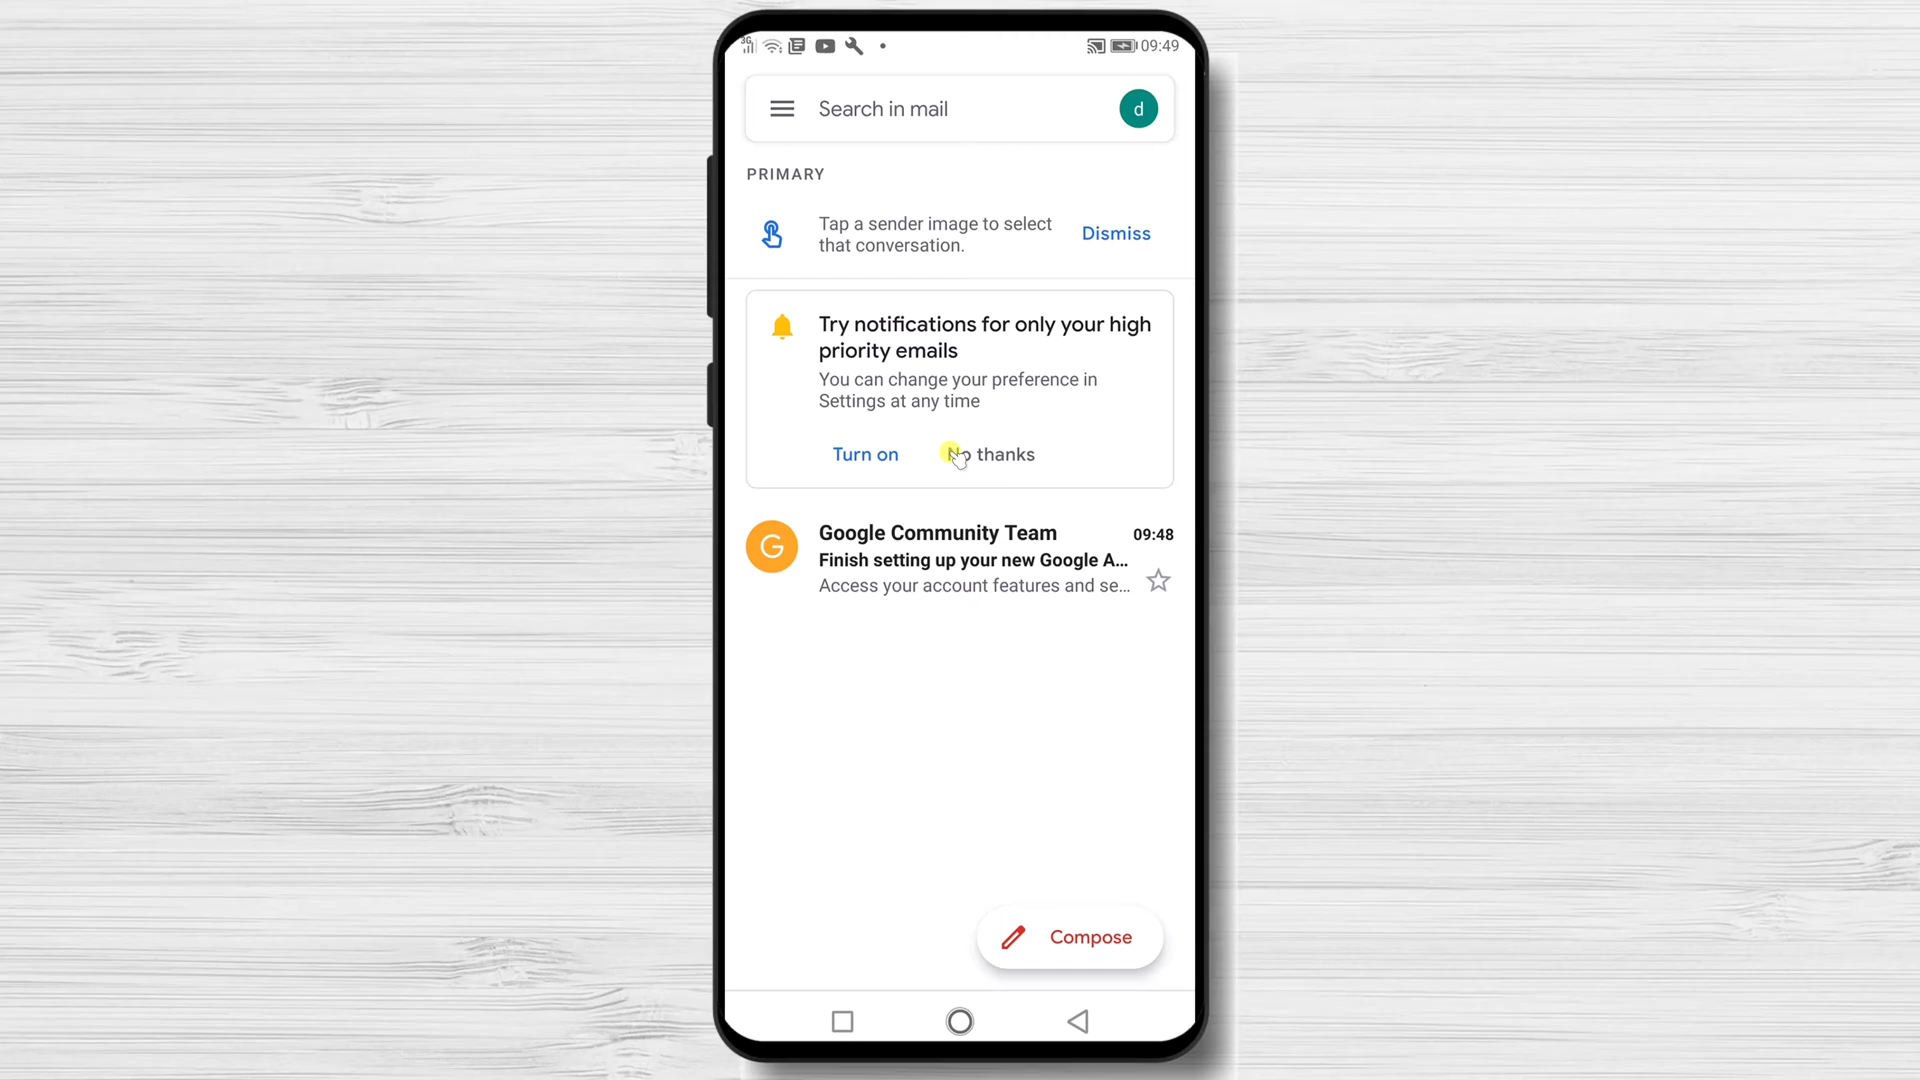 3G
09:49
Search in mail
d
PRIMARY
Tap a sender image to select
that conversation.
Dismiss
Try notifications for only your high
priority emails
You can change your preference in
Settings at any time
Turn on
No thanks
G
Google Community Team
09:48
Finish setting up your new Google A...
Access your account features and se...
Compose